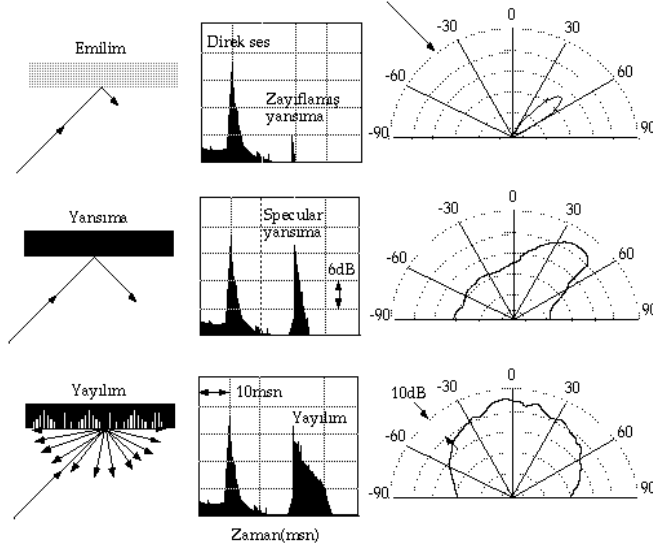 Emilim
Direk ses
Zayıflamış
yansıma
0
-30
30
-60
60
-90
90
Yansıma
Specular
yansıma
6dB
0
-30
30
-60
60
-90
90
Yayılım
10msn
Yayılım
Zaman(msn)
10dB
0
-30
30
-60
60
-90
90